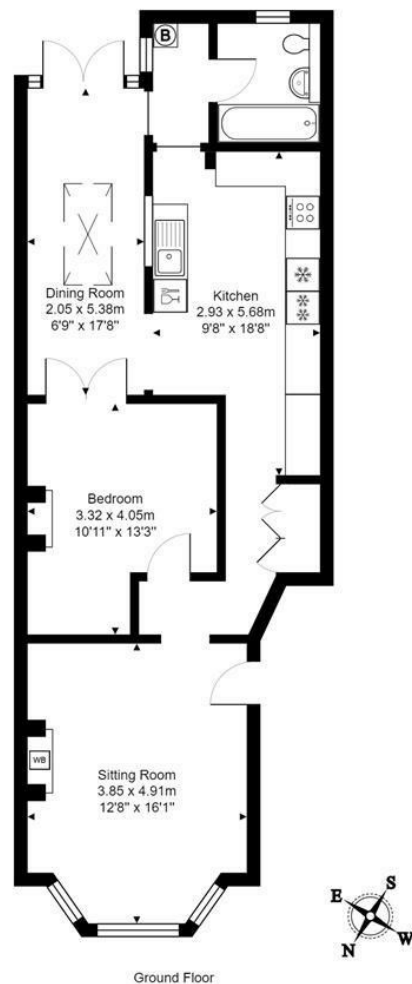 B
Dining Room
2.05 x 5.38m
6'9" x 17'8"
Kitchen
2.93 x 5.68m
9'8" x 18'8"
Bedroom
3.32 x 4.05m
10'11" x 13'3"
WB
Sitting Room
3.85 x 4.91m
12'8" x 16'1"
E
S
N
W
Ground Floor